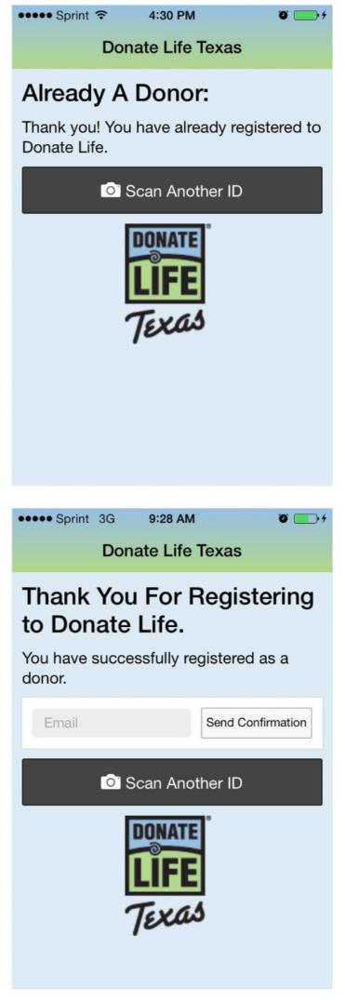 Sprint 4:30 PM
Donate Life Texas
Already A Donor:
Thank you! You have already registered to
Donate Life.
Scan Another ID
DONATE®
LIFE
Texas
Sprint 3G 9:28 AM
Donate Life Texas
Thank You For Registering
to Donate Life.
You have successfully registered as a
donor.
Email Send Confirmation
Scan Another ID
DONATE®
LIFE
Texas